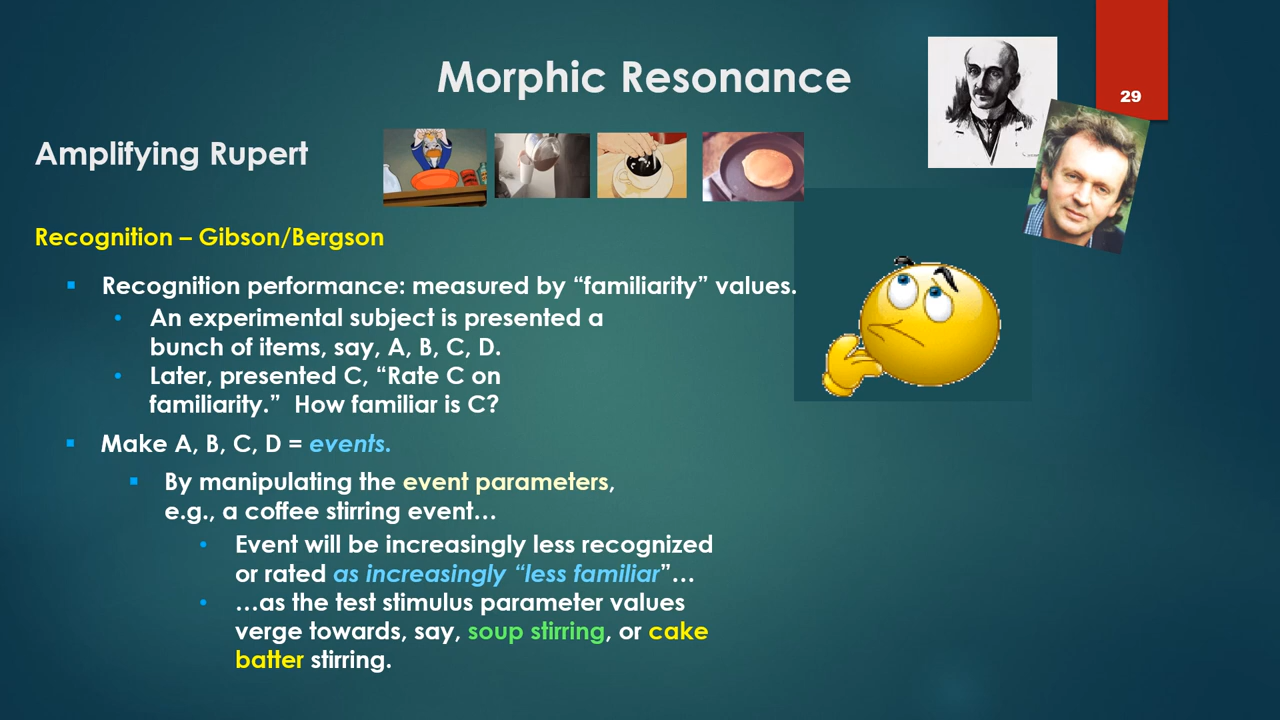 Morphic Resonance
29
Amplifying Rupert
Recognition – Gibson/Bergson
Recognition performance: measured by “familiarity” values.
An experimental subject is presented a
bunch of items, say, A, B, C, D.
Later, presented C, “Rate C on
familiarity.” How familiar is C?
Make A, B, C, D = events.
By manipulating the event parameters,
e.g., a coffee stirring event…
Event will be increasingly less recognized
or rated as increasingly “less familiar”…
…as the test stimulus parameter values
verge towards, say, soup stirring, or cake
batter stirring.